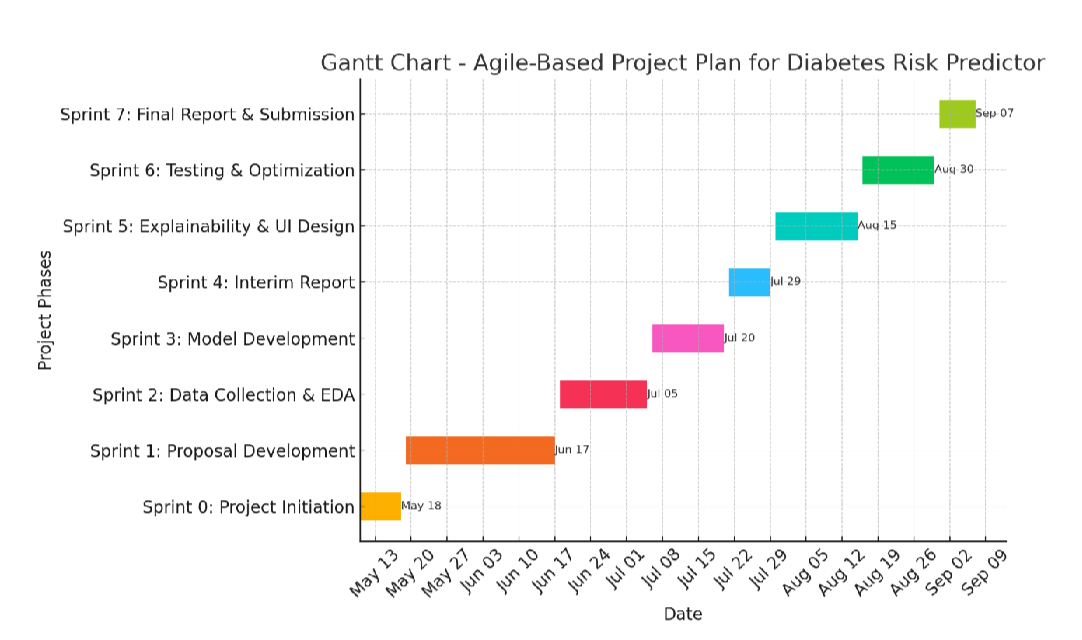 Gantt Chart - Agile-Based Project Plan for Diabetes Risk Predictor
Sprint 7: Final Report & Submission
Sep 07
Sprint 6: Testing & Optimization
Aug 30
Sprint 5: Explainability & UI Design
Aug 15
Sprint 4: Interim Report
Jul 29
Sprint 3: Model Development
Jul 20
Sprint 2: Data Collection & EDA
Jul 05
Sprint 1: Proposal Development
Jun 17
Sprint 0: Project Initiation
May 18
Project Phases
May 13 May 20 May 27 Jun 03 Jun 10 Jun 17 Jun 24 Jul 01 Jul 08 Jul 15 Jul 22 Jul 29 Aug 05 Aug 12 Aug 19 Aug 26 Sep 02 Sep 09
Date